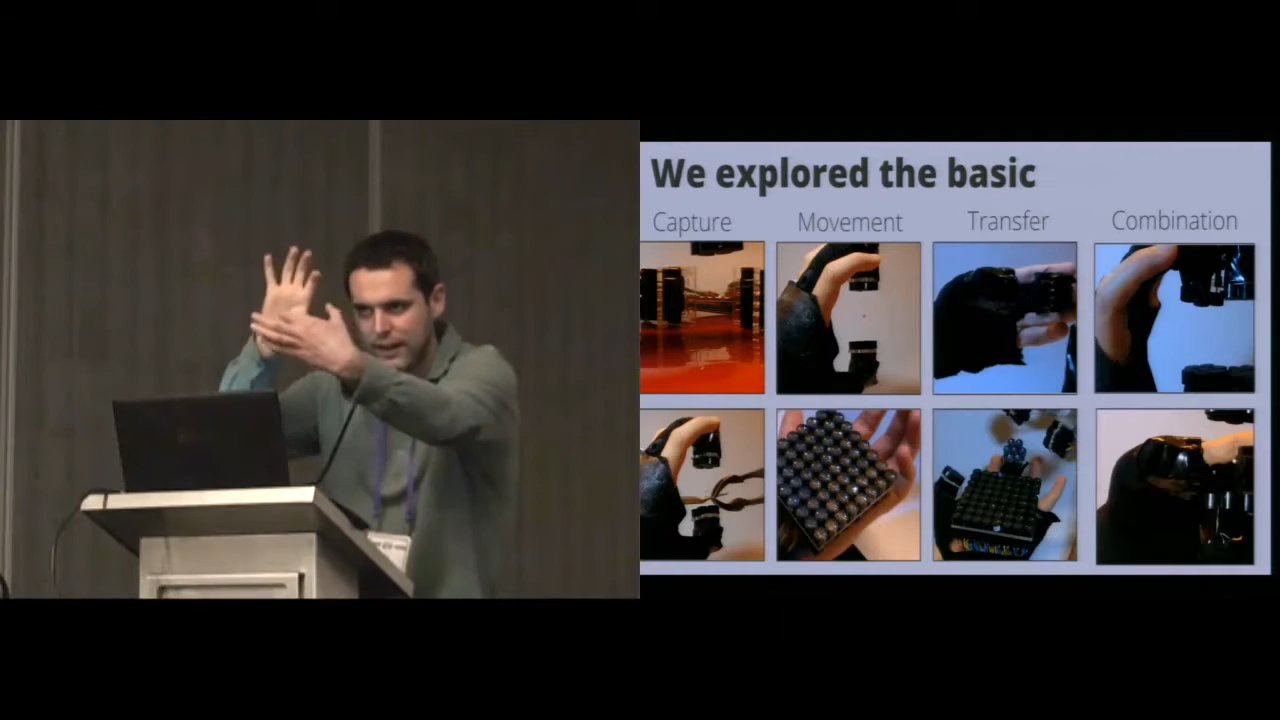 We explored the basic
Capture Movement Transfer Combination